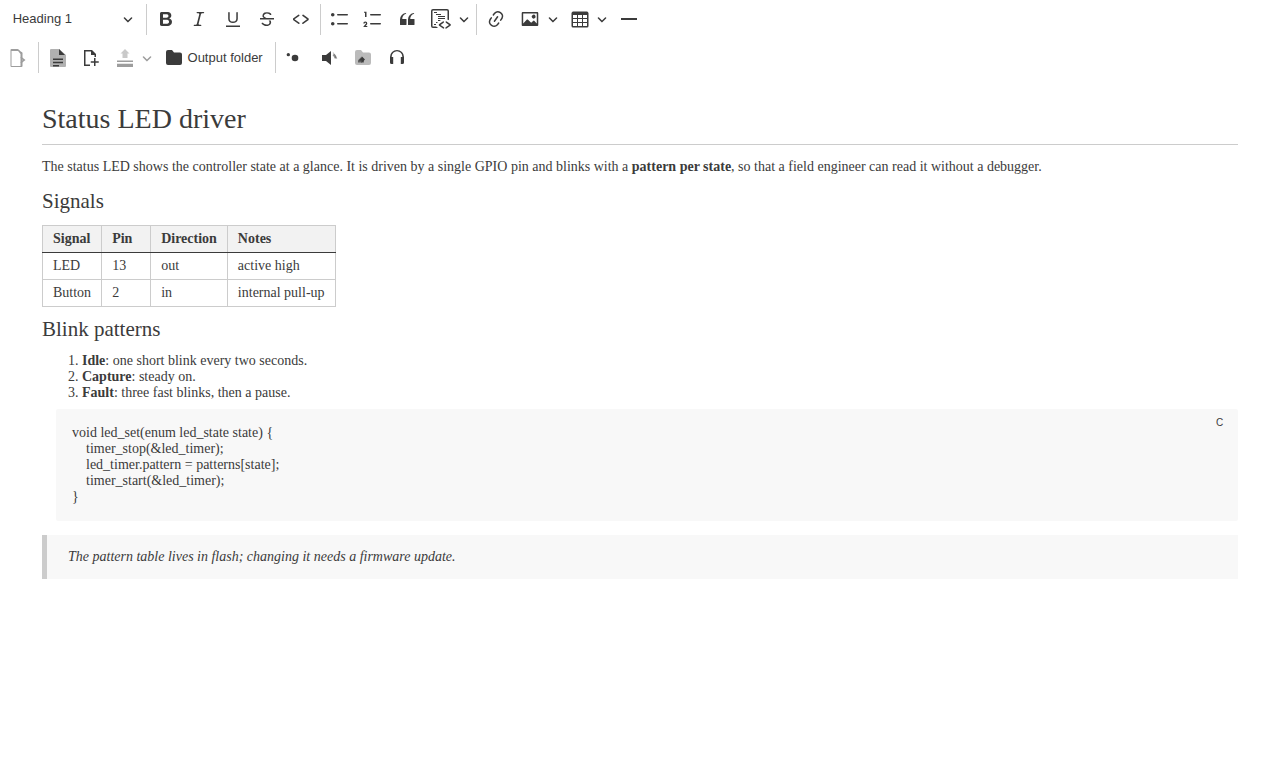 Heading 1
Output folder
Status LED driver
The status LED shows the controller state at a glance. It is driven by a single GPIO pin and blinks with a pattern per state, so that a field engineer can read it without a debugger.
Signals
Signal Pin Direction Notes
LED 13 out active high
Button 2 in internal pull-up
Blink patterns
1. Idle: one short blink every two seconds.
2. Capture: steady on.
3. Fault: three fast blinks, then a pause.
C
void led_set(enum led_state state) {
    timer_stop(&led_timer);
    led_timer.pattern = patterns[state];
    timer_start(&led_timer);
}
The pattern table lives in flash; changing it needs a firmware update.